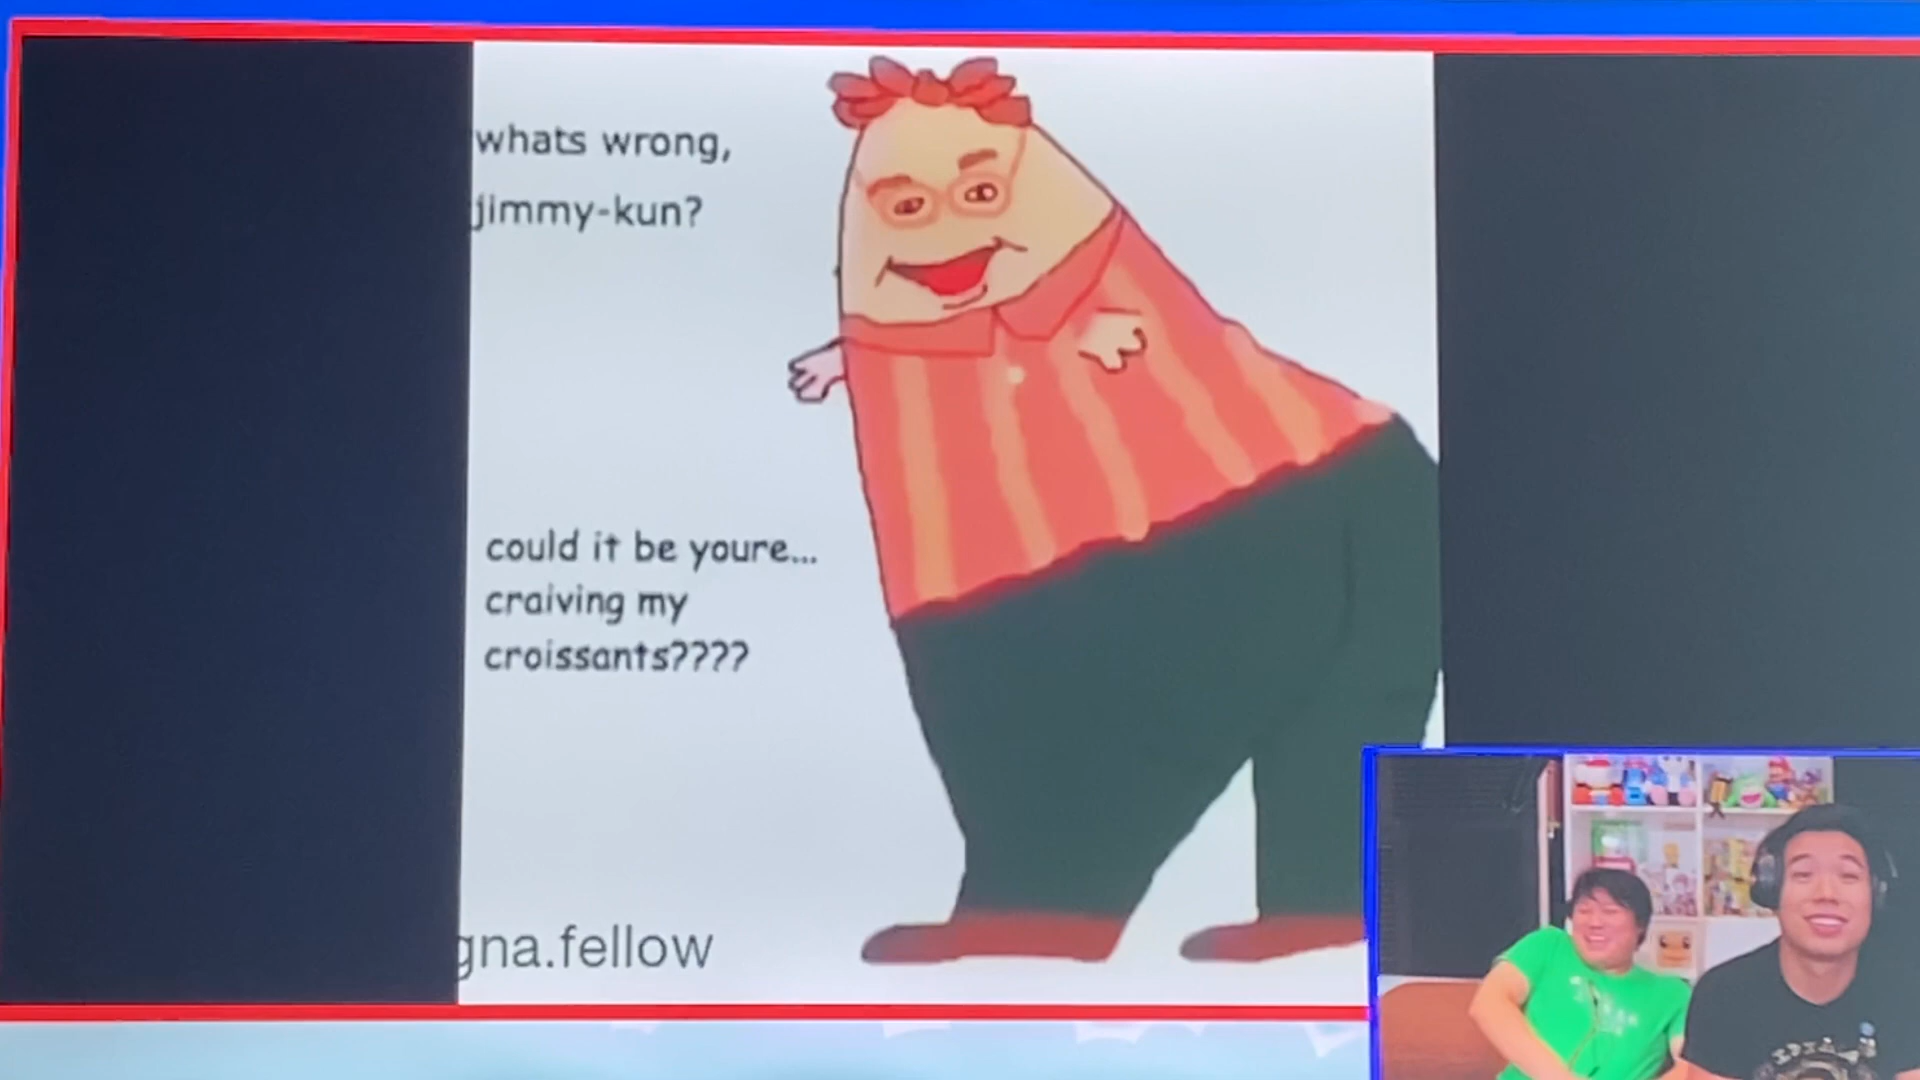 whats wrong,
jimmy-kun?
could it be youre...
craiving my
croissants????
gna.fellow